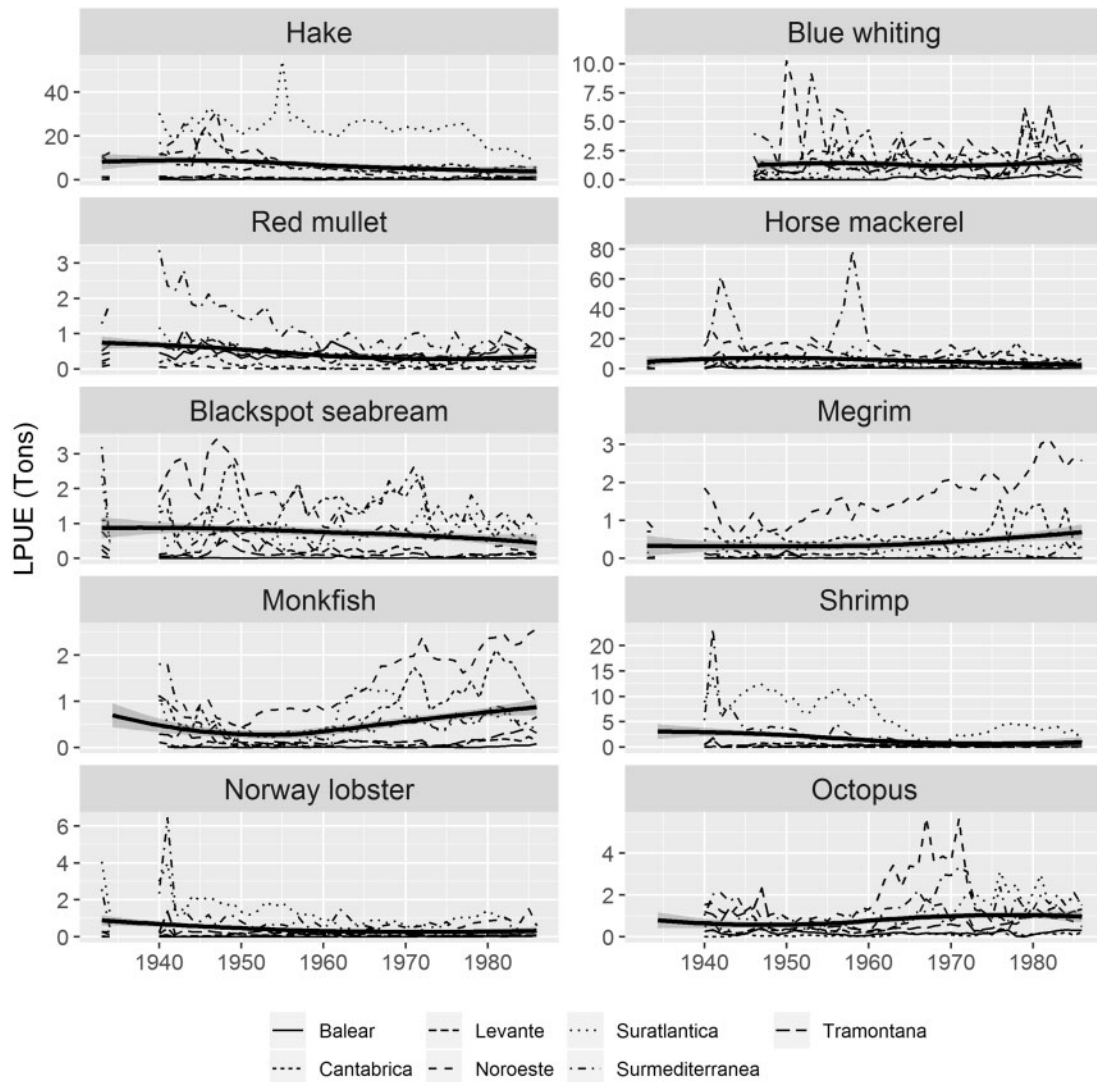 Hake
Blue whiting
40
20
0
10.0
7.5
5.0
2.5
0.0
Red mullet
Horse mackerel
3
2
1
0
80
60
40
20
0
Blackspot seabream
Megrim
3
2
1
0
3
2
1
0
LPUE (Tons)
Monkfish
Shrimp
2
1
0
20
15
10
5
0
Norway lobster
Octopus
6
4
2
0
4
2
0
1940 1950 1960 1970 1980
1940 1950 1960 1970 1980
Balear Levante Suratlantica Tramontana
Cantabrica Noroeste Surmediterranea